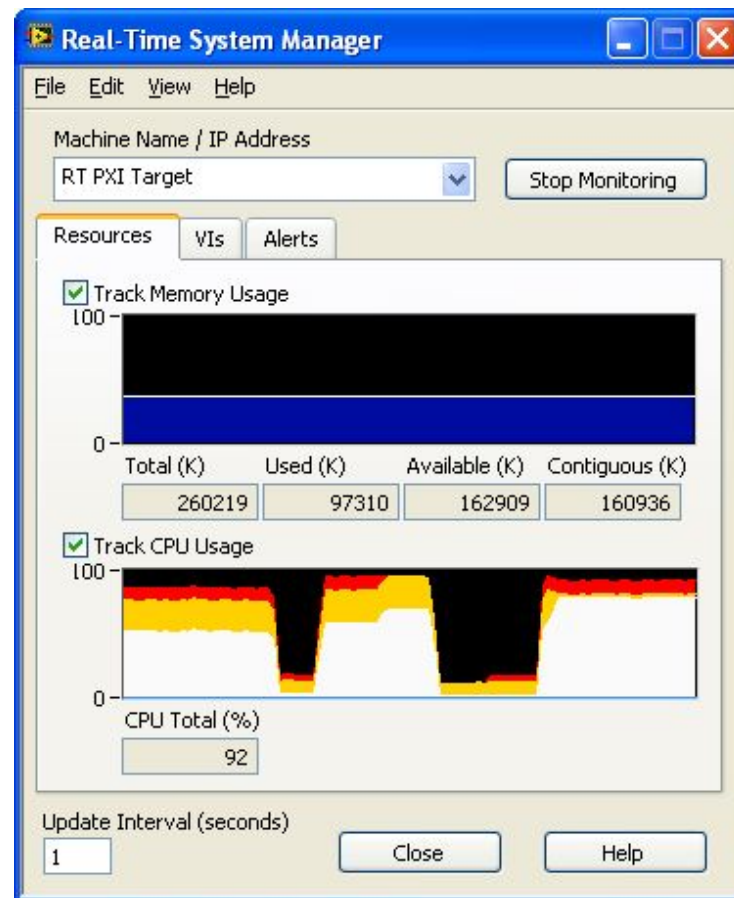 Real-Time System Manager
File Edit View Help
Machine Name / IP Address
RT PXI Target
Stop Monitoring
Resources VIs Alerts
Track Memory Usage
100
0
Total (K) Used (K) Available (K) Contiguous (K)
260219 97310 162909 160936
Track CPU Usage
100
0
CPU Total (%)
92
Update Interval (seconds)
1 Close Help